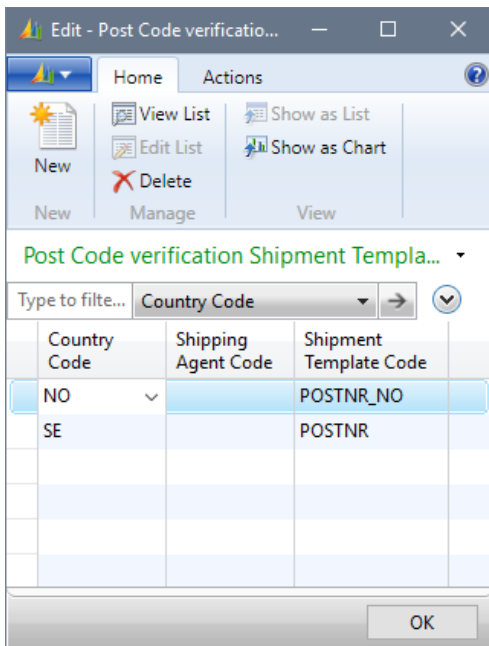 Edit - Post Code verificatio...
Home Actions
New
View List
Edit List
Delete
Show as List
Show as Chart
New Manage View
Post Code verification Shipment Templa...
Type to filte... Country Code
Country Code Shipping Agent Code Shipment Template Code
NO POSTNR_NO
SE POSTNR
OK